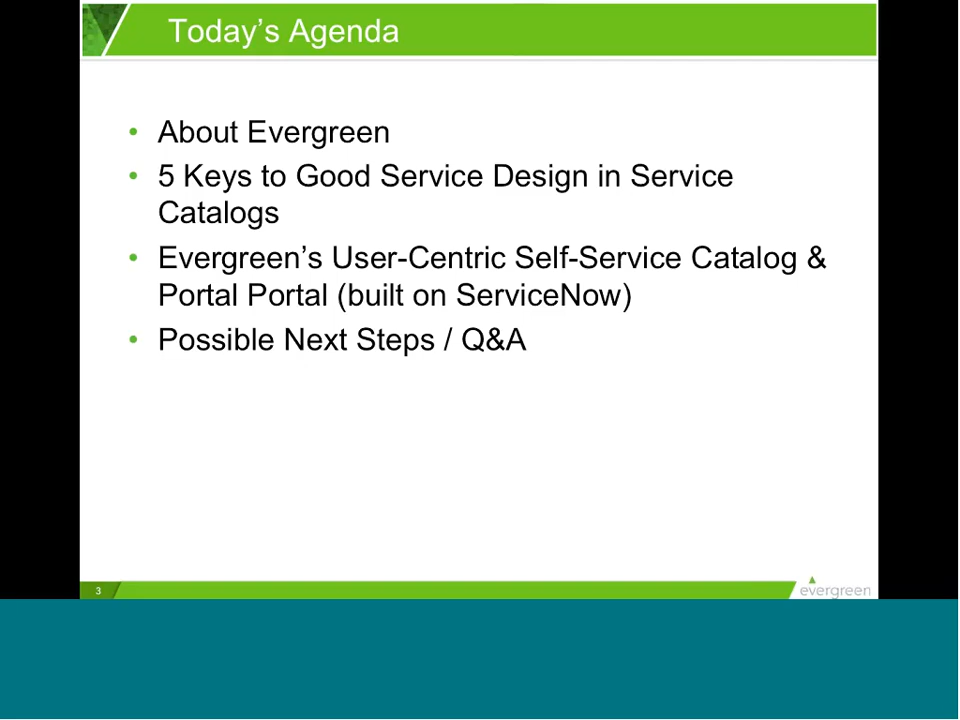 Today’s Agenda
• About Evergreen
• 5 Keys to Good Service Design in Service
Catalogs
• Evergreen’s User-Centric Self-Service Catalog &
Portal Portal (built on ServiceNow)
• Possible Next Steps / Q&A
3
evergreen